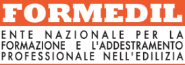 FORMEDIL
ENTE NAZIONALE PER LA
FORMAZIONE E L'ADDESTRAMENTO
PROFESSIONALE NELL'EDILIZIA